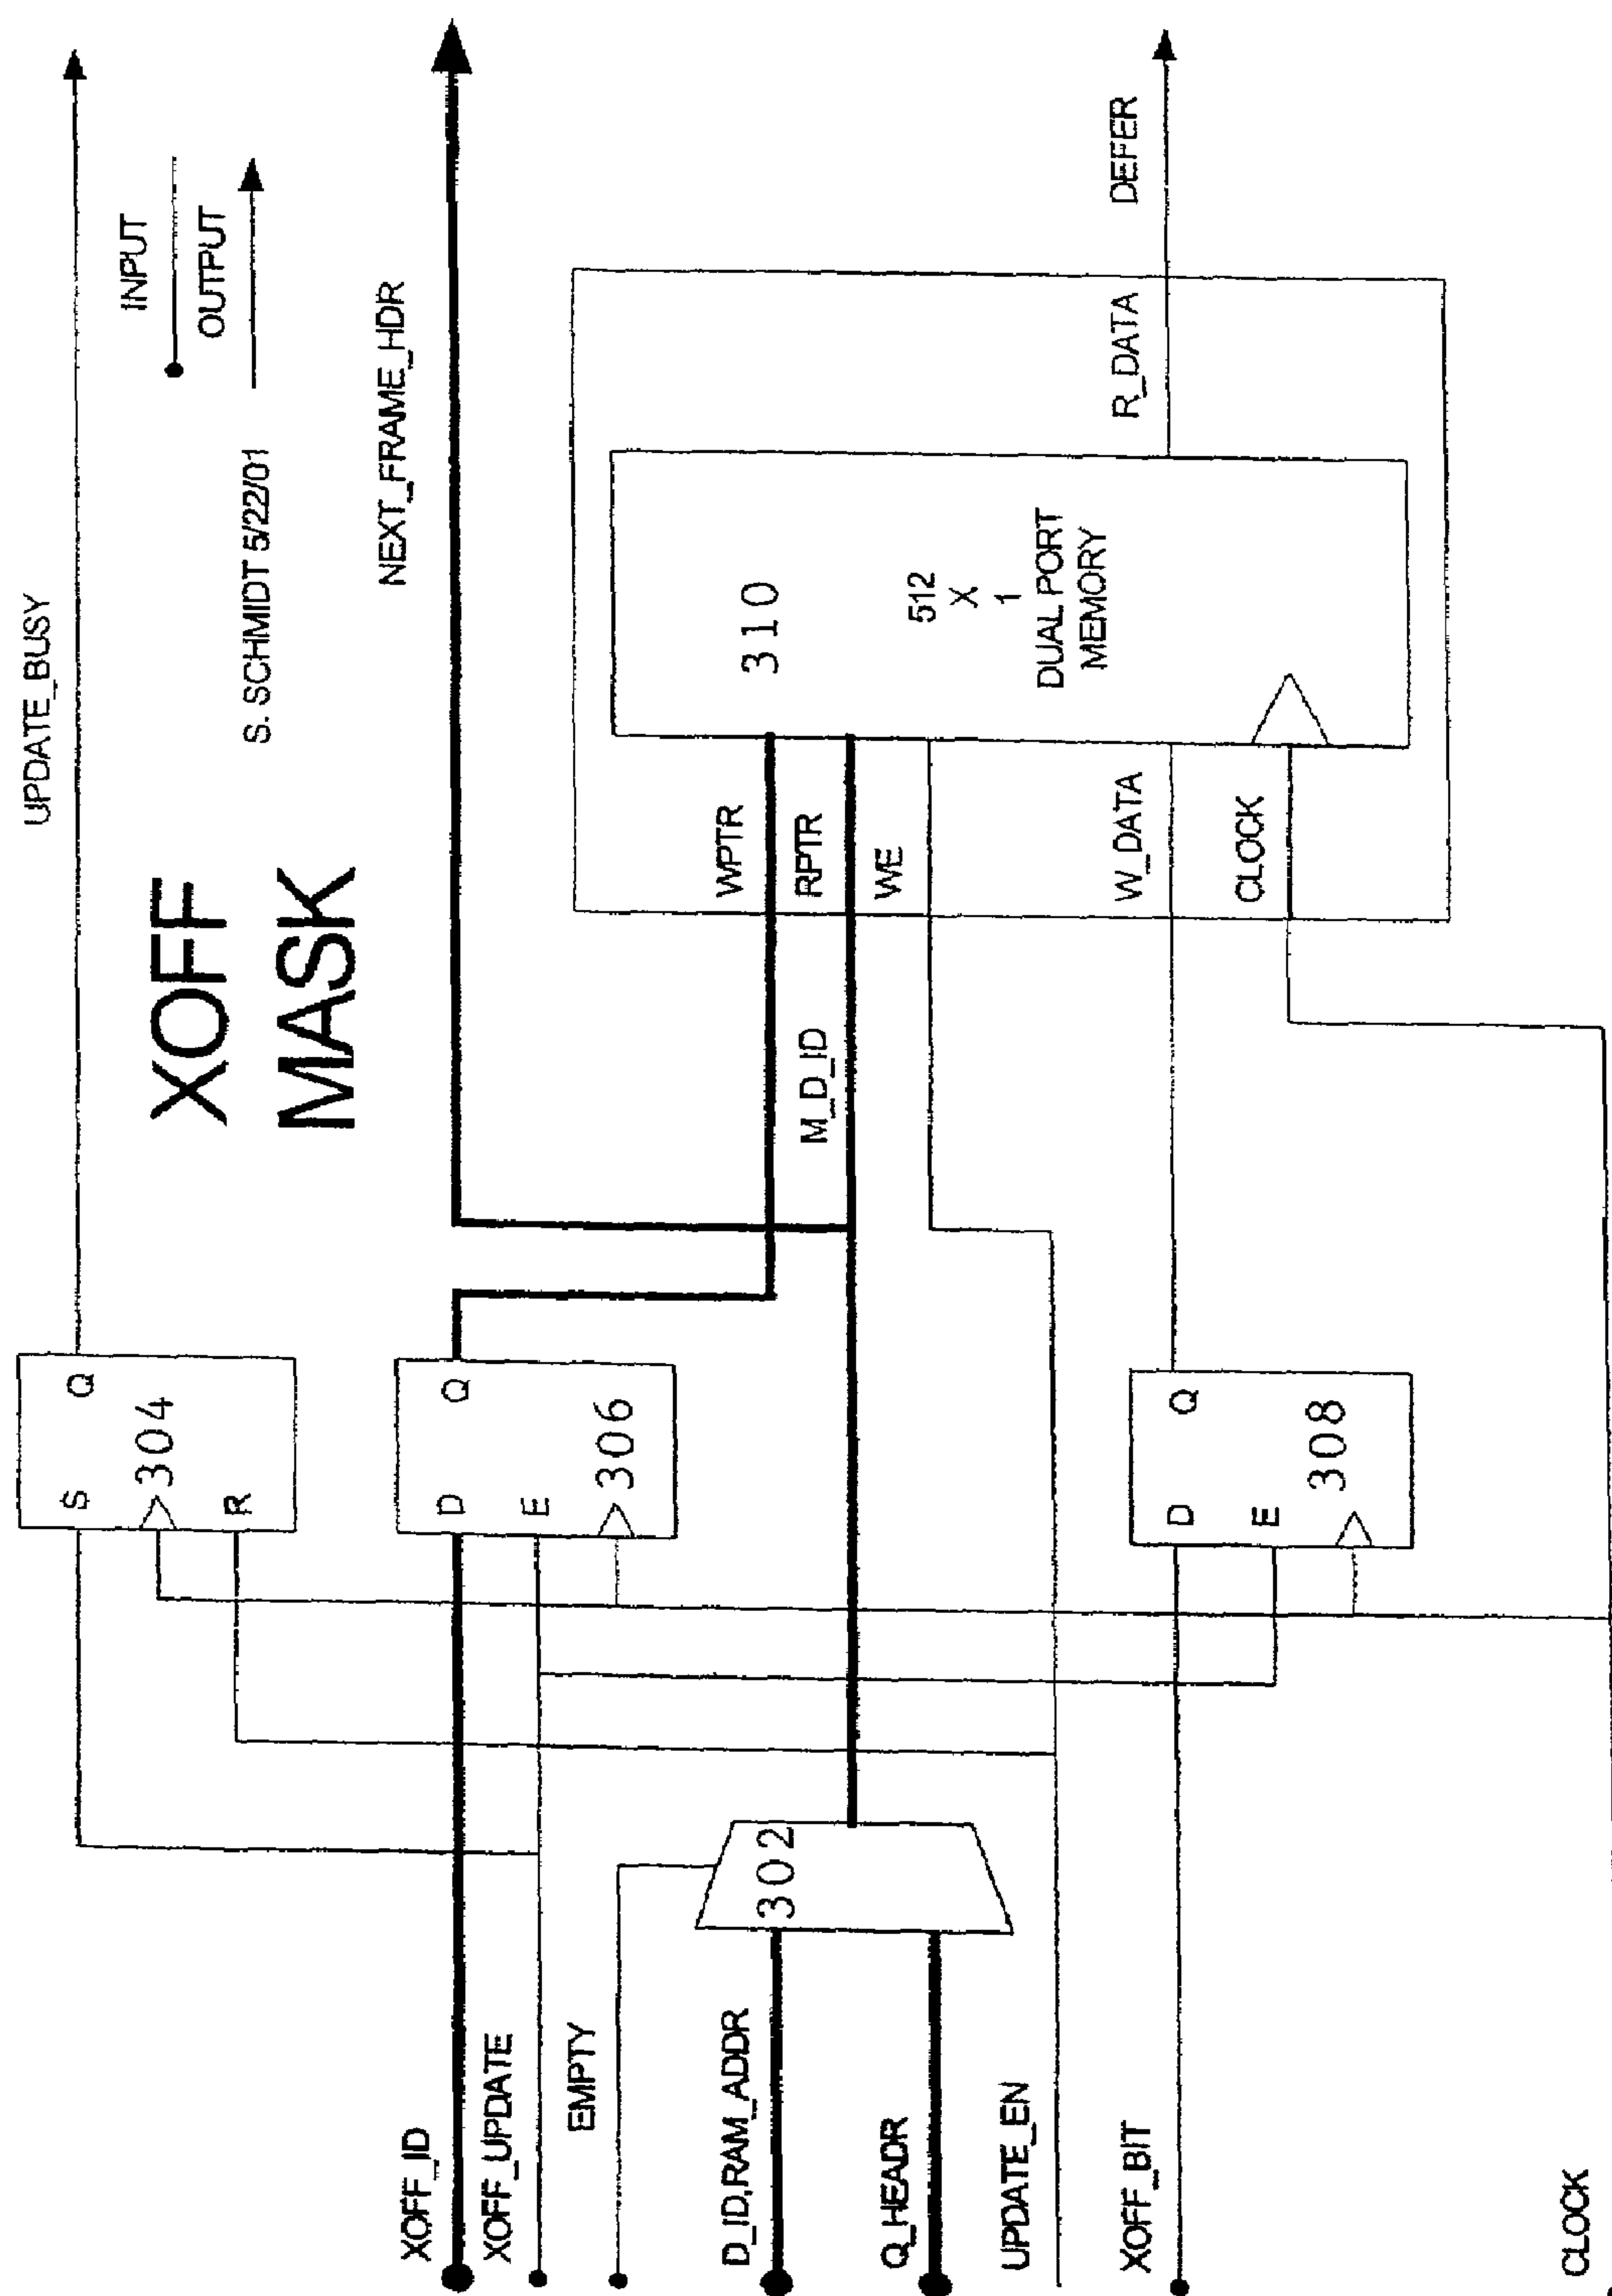 UPDATE_BUSY
INPUT
OUTPUT
S. SCHMIDT 5/22/01
XOFF
MASK
NEXT_FRAME_HDR
S
Q
304
R
D
Q
E
306
XOFF_ID
XOFF_UPDATE
EMPTY
302
D_ID,RAM_ADDR
Q_HEADR
UPDATE_EN
XOFF_BIT
CLOCK
M_D_ID
WPTR
RPTR
WE
W_DATA
CLOCK
310
512
X
1
DUAL PORT
MEMORY
R_DATA
DEFER
D
Q
E
308